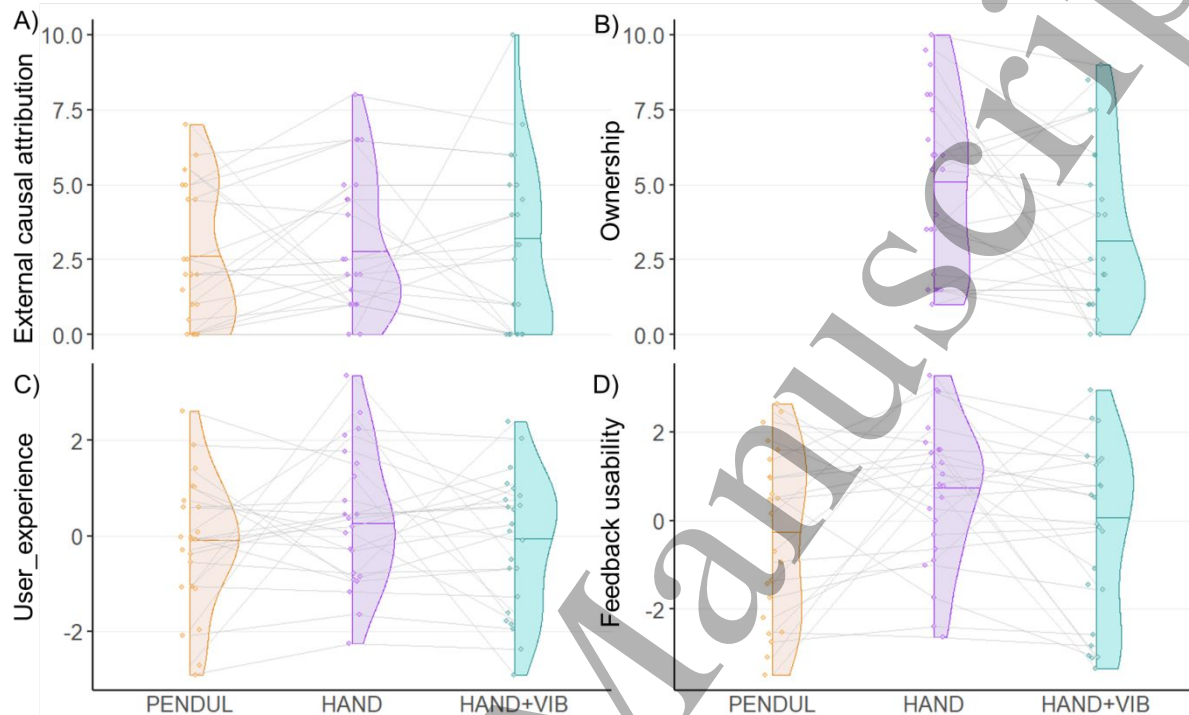 A)
External causal attribution
10.0
7.5
5.0
2.5
0.0
B)
Ownership
10.0
7.5
5.0
2.5
0.0
C)
User_experience
2
0
-2
PENDUL
HAND
HAND+VIB
D)
Feedback usability
2
0
-2
PENDUL
HAND
HAND+VIB
Manuscrip